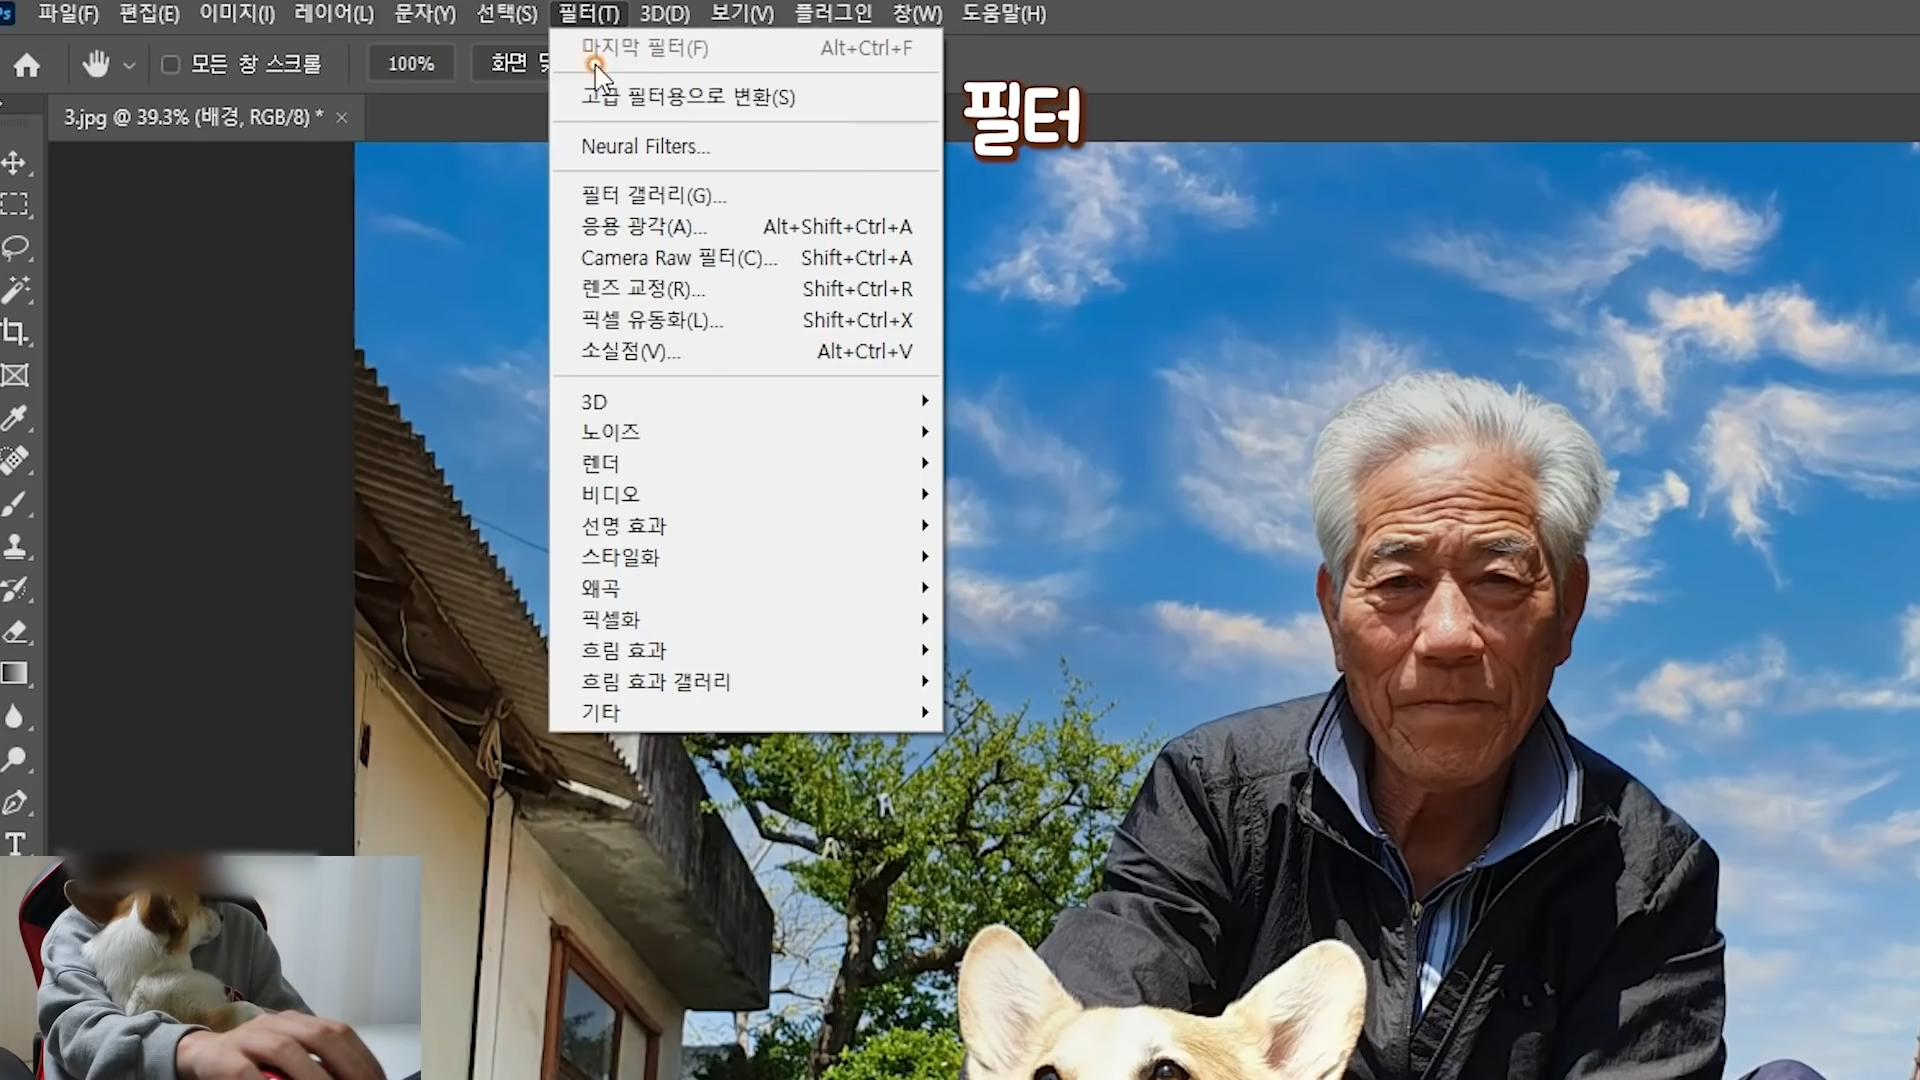 Ps 파일(F) 편집(E) 이미지(I) 레이어(L) 문자(Y) 선택(S) 필터(T) 3D(D) 보기(V) 플러그인 창(W) 도움말(H)
모든 창 스크롤 100% 화면
3.jpg @ 39.3% (배경, RGB/8) * ×
마지막 필터(F) Alt+Ctrl+F
고급 필터용으로 변환(S)
필터
Neural Filters...
필터 갤러리(G)...
응용 광각(A)... Alt+Shift+Ctrl+A
Camera Raw 필터(C)... Shift+Ctrl+A
렌즈 교정(R)... Shift+Ctrl+R
픽셀 유동화(L)... Shift+Ctrl+X
소실점(V)... Alt+Ctrl+V
3D
노이즈
렌더
비디오
선명 효과
스타일화
왜곡
픽셀화
흐림 효과
흐림 효과 갤러리
기타